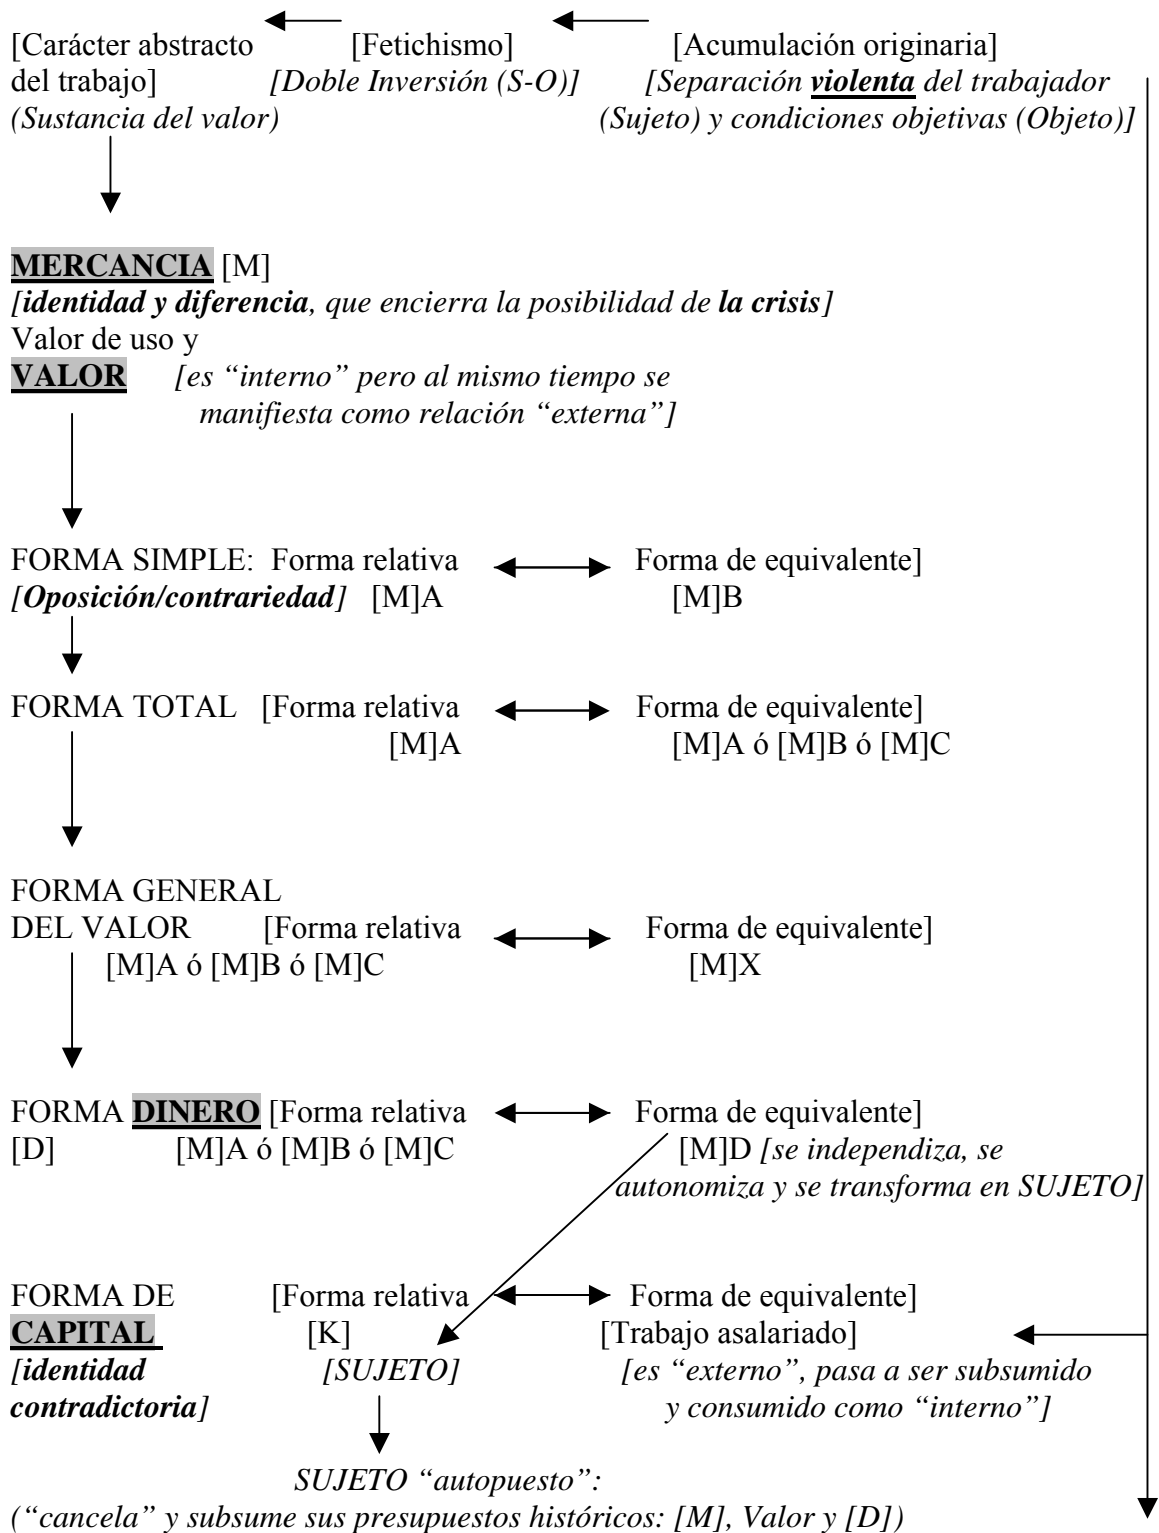 [Carácter abstracto [Fetichismo] [Acumulación originaria]
del trabajo] [Doble Inversión (S-O)] [Separación violenta del trabajador
(Sustancia del valor) (Sujeto) y condiciones objetivas (Objeto)]
MERCANCIA [M]
[identidad y diferencia, que encierra la posibilidad de la crisis]
Valor de uso y
VALOR [es “interno” pero al mismo tiempo se
manifiesta como relación “externa”]
FORMA SIMPLE: Forma relativa Forma de equivalente]
[Oposición/contrariedad] [M]A [M]B
FORMA TOTAL [Forma relativa Forma de equivalente]
[M]A [M]A ó [M]B ó [M]C
FORMA GENERAL
DEL VALOR [Forma relativa Forma de equivalente]
[M]A ó [M]B ó [M]C [M]X
FORMA DINERO [Forma relativa Forma de equivalente]
[D] [M]A ó [M]B ó [M]C [M]D [se independiza, se
autonomiza y se transforma en SUJETO]
FORMA DE [Forma relativa Forma de equivalente]
CAPITAL [K] [Trabajo asalariado]
[identidad [SUJETO] [es “externo”, pasa a ser subsumido
contradictoria] y consumido como “interno”]
SUJETO “autopuesto”:
(“cancela” y subsume sus presupuestos históricos: [M], Valor y [D])